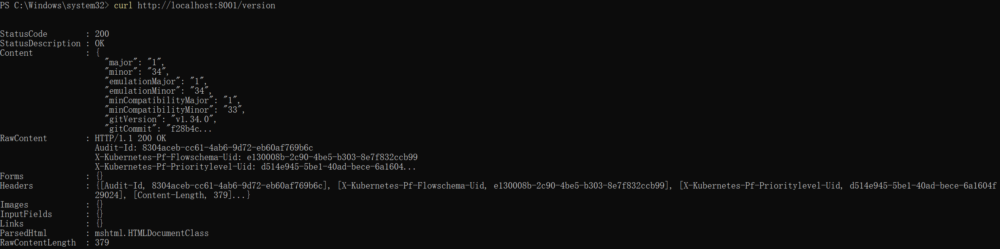 PS C:\Windows\system32> curl http://localhost:8001/version
StatusCode        : 200
StatusDescription : OK
Content           : {
                      "major": "1",
                      "minor": "34",
                      "emulationMajor": "1",
                      "emulationMinor": "34",
                      "minCompatibilityMajor": "1",
                      "minCompatibilityMinor": "33",
                      "gitVersion": "v1.34.0",
                      "gitCommit": "f28b4c...
RawContent        : HTTP/1.1 200 OK
                    Audit-Id: 8304aceb-cc61-4ab6-9d72-eb60af769b6c
                    X-Kubernetes-Pf-Flowschema-Uid: e130008b-2c90-4be5-b303-8e7f832ccb99
                    X-Kubernetes-Pf-Prioritylevel-Uid: d514e945-5be1-40ad-bece-6a1604...
Forms             : {}
Headers           : {[Audit-Id, 8304aceb-cc61-4ab6-9d72-eb60af769b6c], [X-Kubernetes-Pf-Flowschema-Uid, e130008b-2c90-4be5-b303-8e7f832ccb99], [X-Kubernetes-Pf-Prioritylevel-Uid, d514e945-5be1-40ad-bece-6a1604f
                    29024], [Content-Length, 379]...}
Images            : {}
InputFields       : {}
Links             : {}
ParsedHtml        : mshtml.HTMLDocumentClass
RawContentLength  : 379